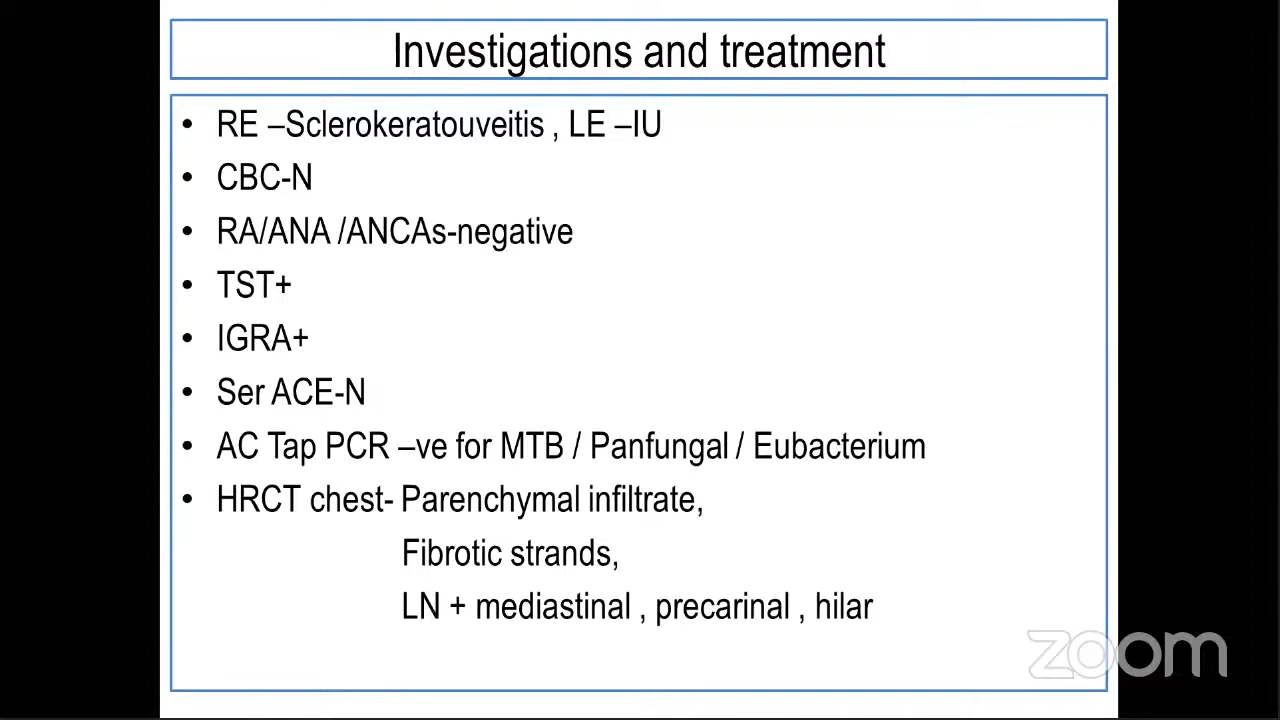 Investigations and treatment
• RE –Sclerokeratouveitis , LE –IU
• CBC-N
• RA/ANA /ANCAs-negative
• TST+
• IGRA+
• Ser ACE-N
• AC Tap PCR –ve for MTB / Panfungal / Eubacterium
• HRCT chest- Parenchymal infiltrate,
Fibrotic strands,
LN + mediastinal , precarinal , hilar
zoom